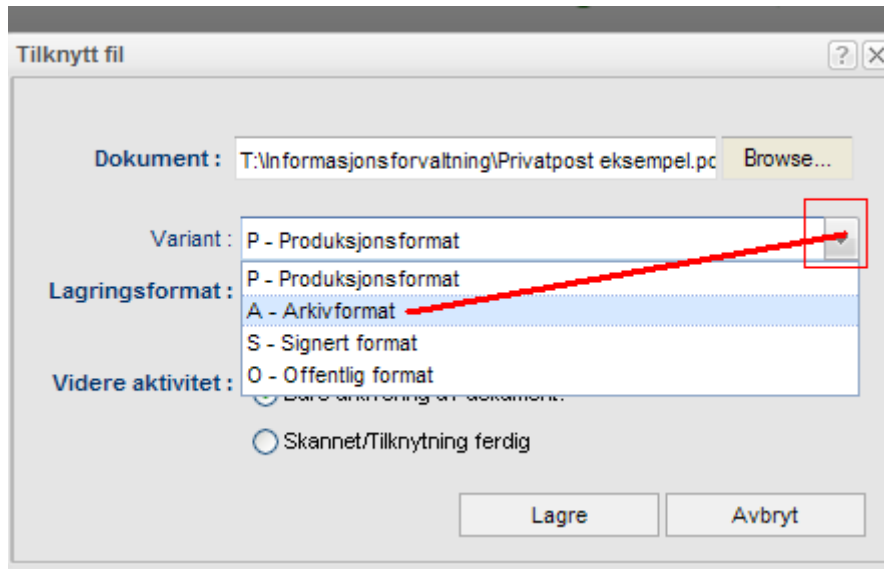 Tilknytt fil
Dokument : T:\Informasjonsforvaltning\Privatpost eksempel.pd Browse...
Variant : P - Produksjonsformat
P - Produksjonsformat
Lagringsformat :
A - Arkivformat
S - Signert format
Videre aktivitet :
O - Offentlig format
Skannet/Tilknytning ferdig
Lagre Avbryt